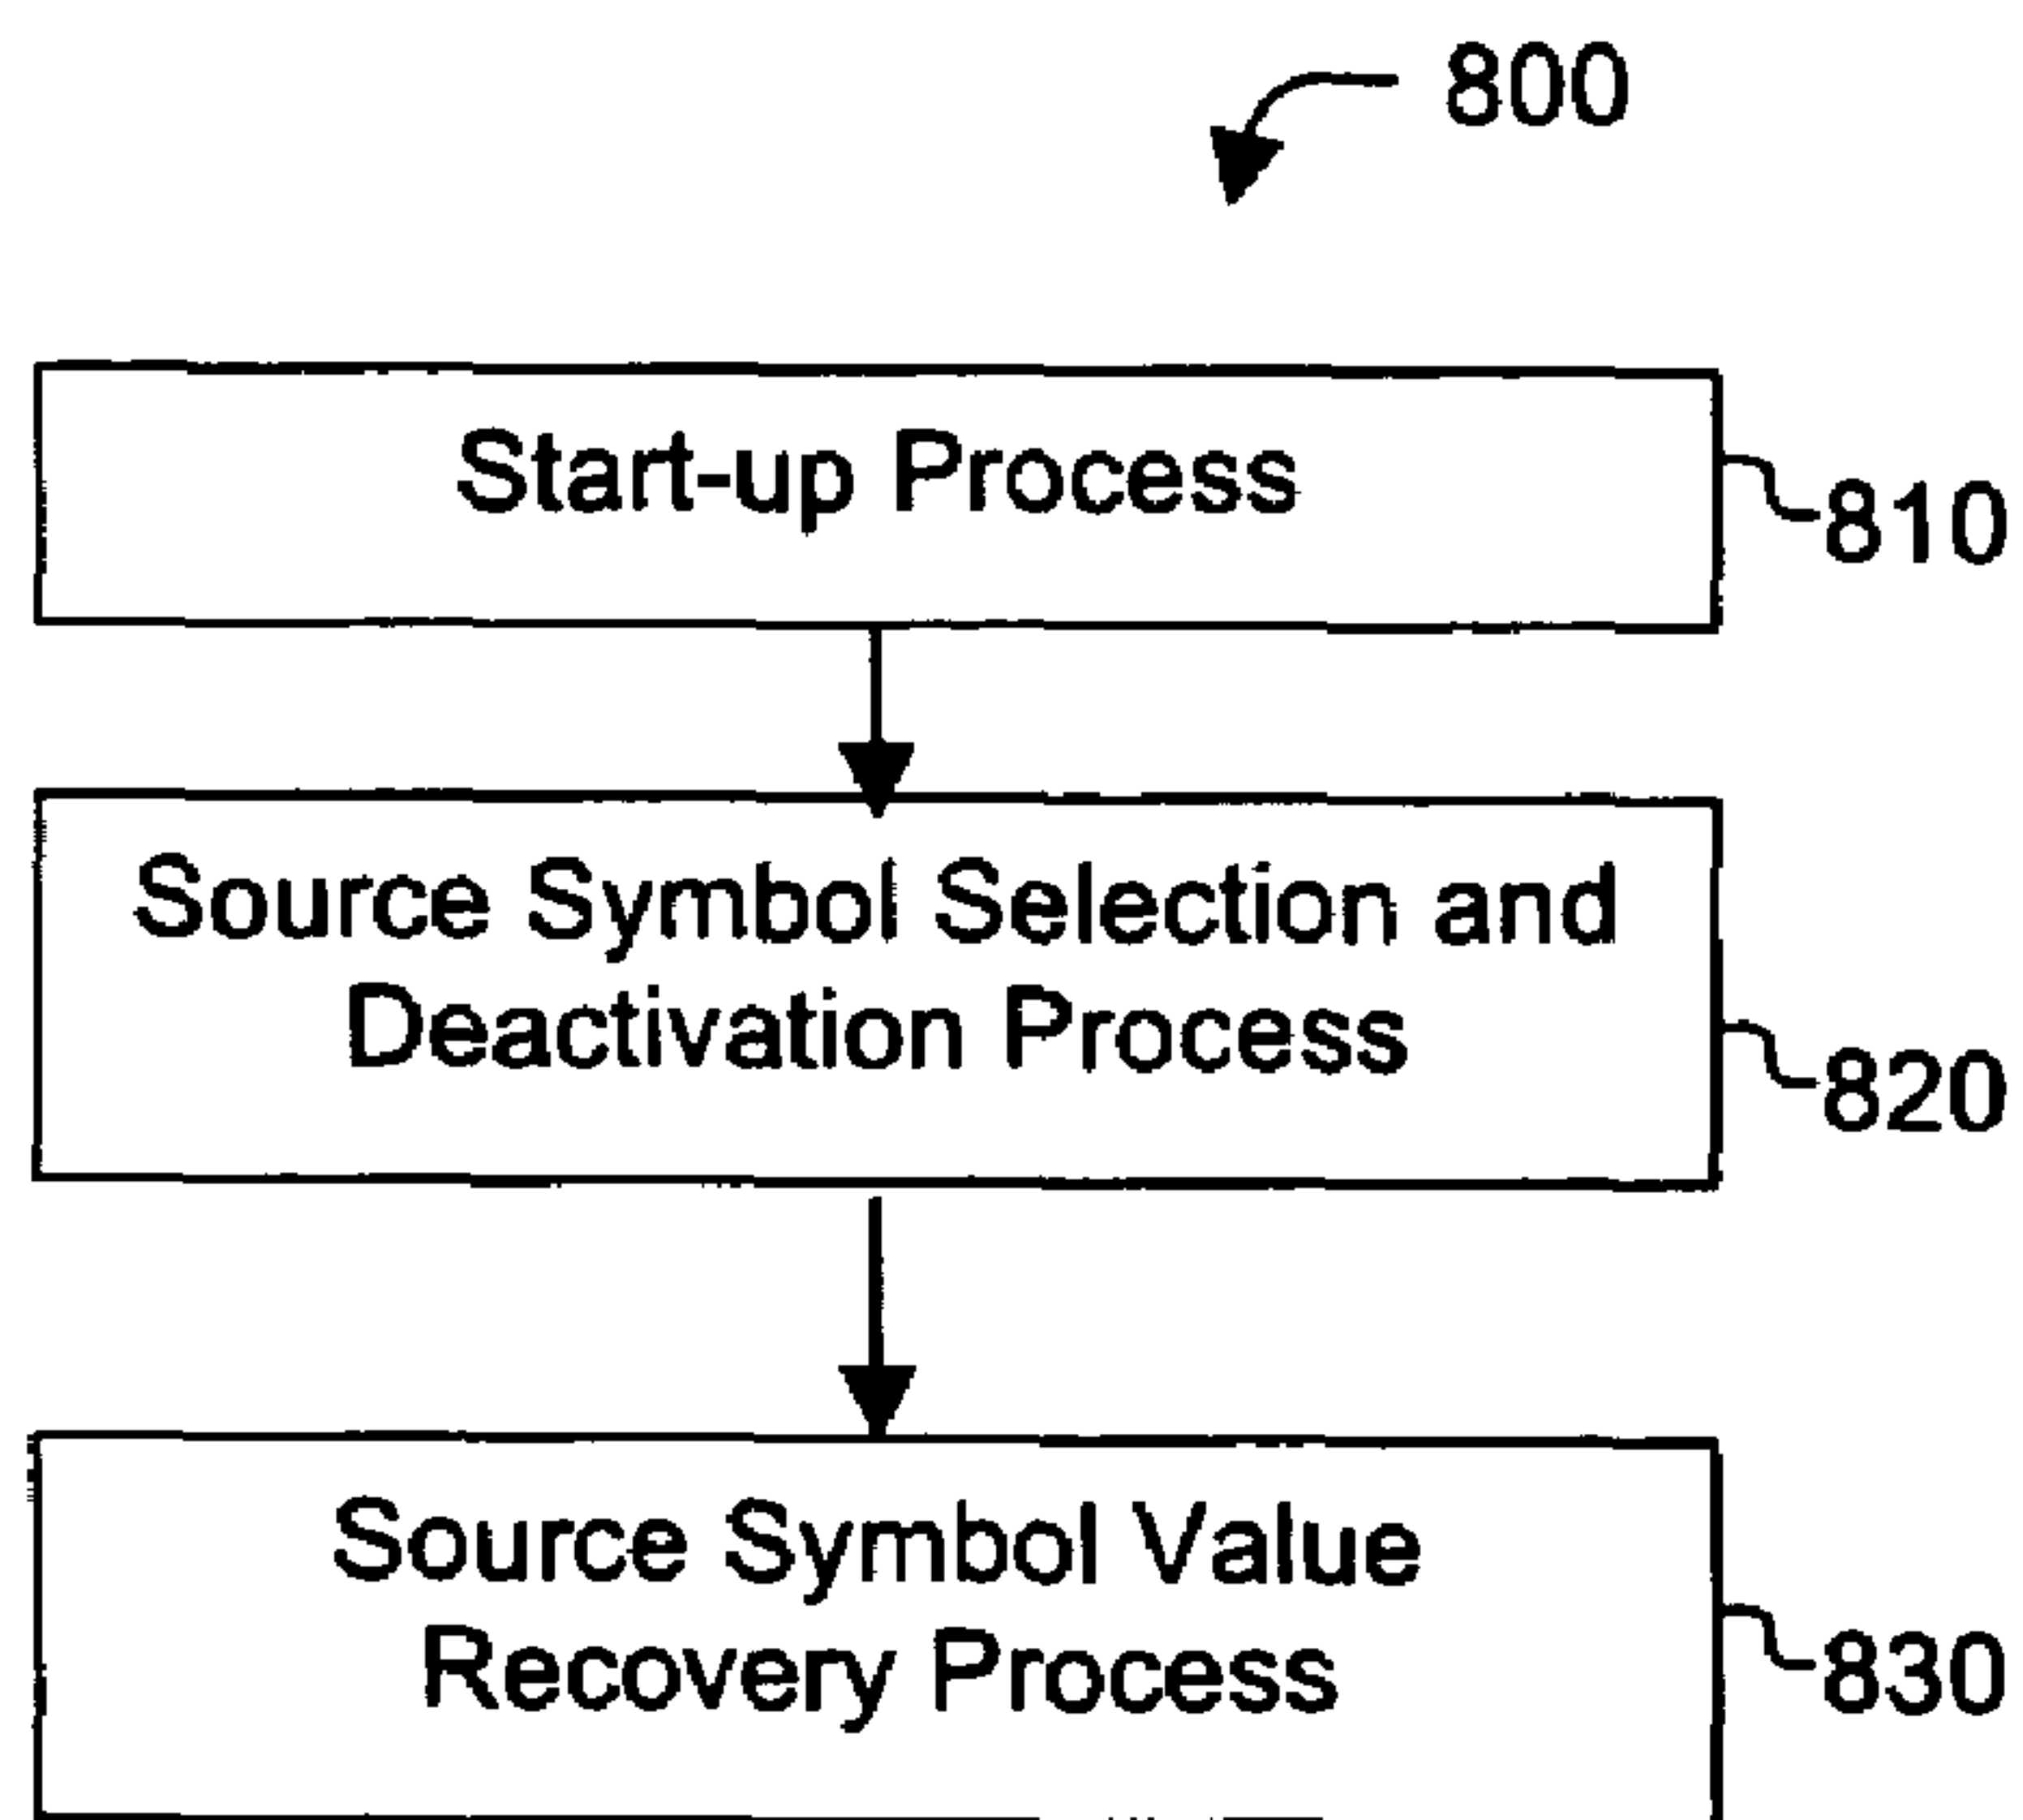 800
Start-up Process
810
Source Symbol Selection and
Deactivation Process
820
Source Symbol Value
Recovery Process
830